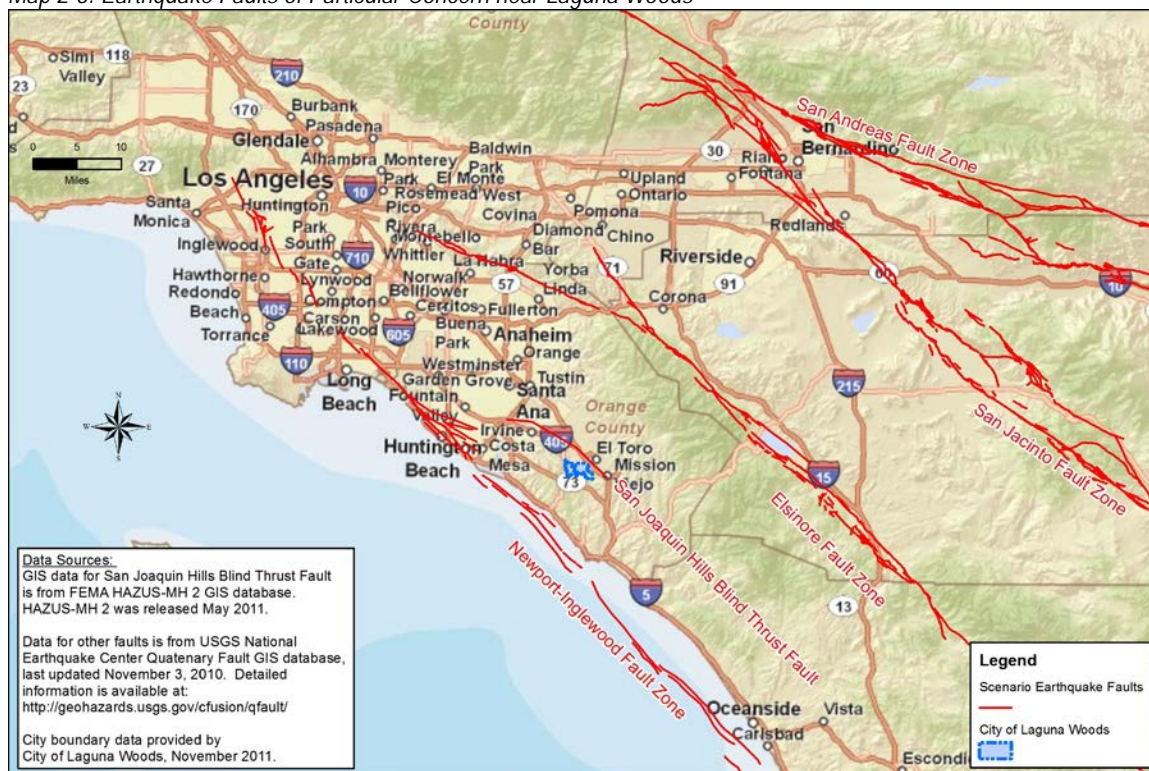 Map 2-3: Earthquake Faults of Particular Concern near Laguna Woods
County
Simi
Valley
118
210
23
Burbank
170
Pasadena
Glendale
San Andreas Fault Zone
San
Bernardino
0 5 10
Miles
27
Alhambra
Monterey
Park
Baldwin
Park
30
Rialto
Fontana
Los Angeles
10
El Monte
Rosemead
West
Covina
Upland
Ontario
Santa
Monica
Huntington
Park
Pico
Rivera
Pomona
Redlands
Inglewood
South
Gate
710
Montebello
Whittier
Diamond
Bar
Chino
Riverside
Hawthorne
Lynwood
Norwalk
La Habra
Yorba
Linda
71
60
10
Redondo
Beach
405
Compton
Bellflower
57
91
Corona
Torrance
Carson
Lakewood
Cerritos
Fullerton
605
Buena
Park
Anaheim
110
Orange
Long
Beach
Westminster
Garden Grove
Tustin
215
Fountain
Valley
Santa
Ana
Orange
County
N
W
E
S
Huntington
Beach
Irvine
Costa
Mesa
405
El Toro
Mission
Viejo
73
15
San Jacinto Fault Zone
Elsinore Fault Zone
San Joaquin Hills Blind Thrust Fault
Newport-Inglewood Fault Zone
5
13
Oceanside
Vista
Carlsbad
Escondi
Data Sources:
GIS data for San Joaquin Hills Blind Thrust Fault
is from FEMA HAZUS-MH 2 GIS database.
HAZUS-MH 2 was released May 2011.
Data for other faults is from USGS National
Earthquake Center Quatenary Fault GIS database,
last updated November 3, 2010. Detailed
information is available at:
http://geohazards.usgs.gov/cfusion/qfault/
City boundary data provided by
City of Laguna Woods, November 2011.
Legend
Scenario Earthquake Faults
City of Laguna Woods